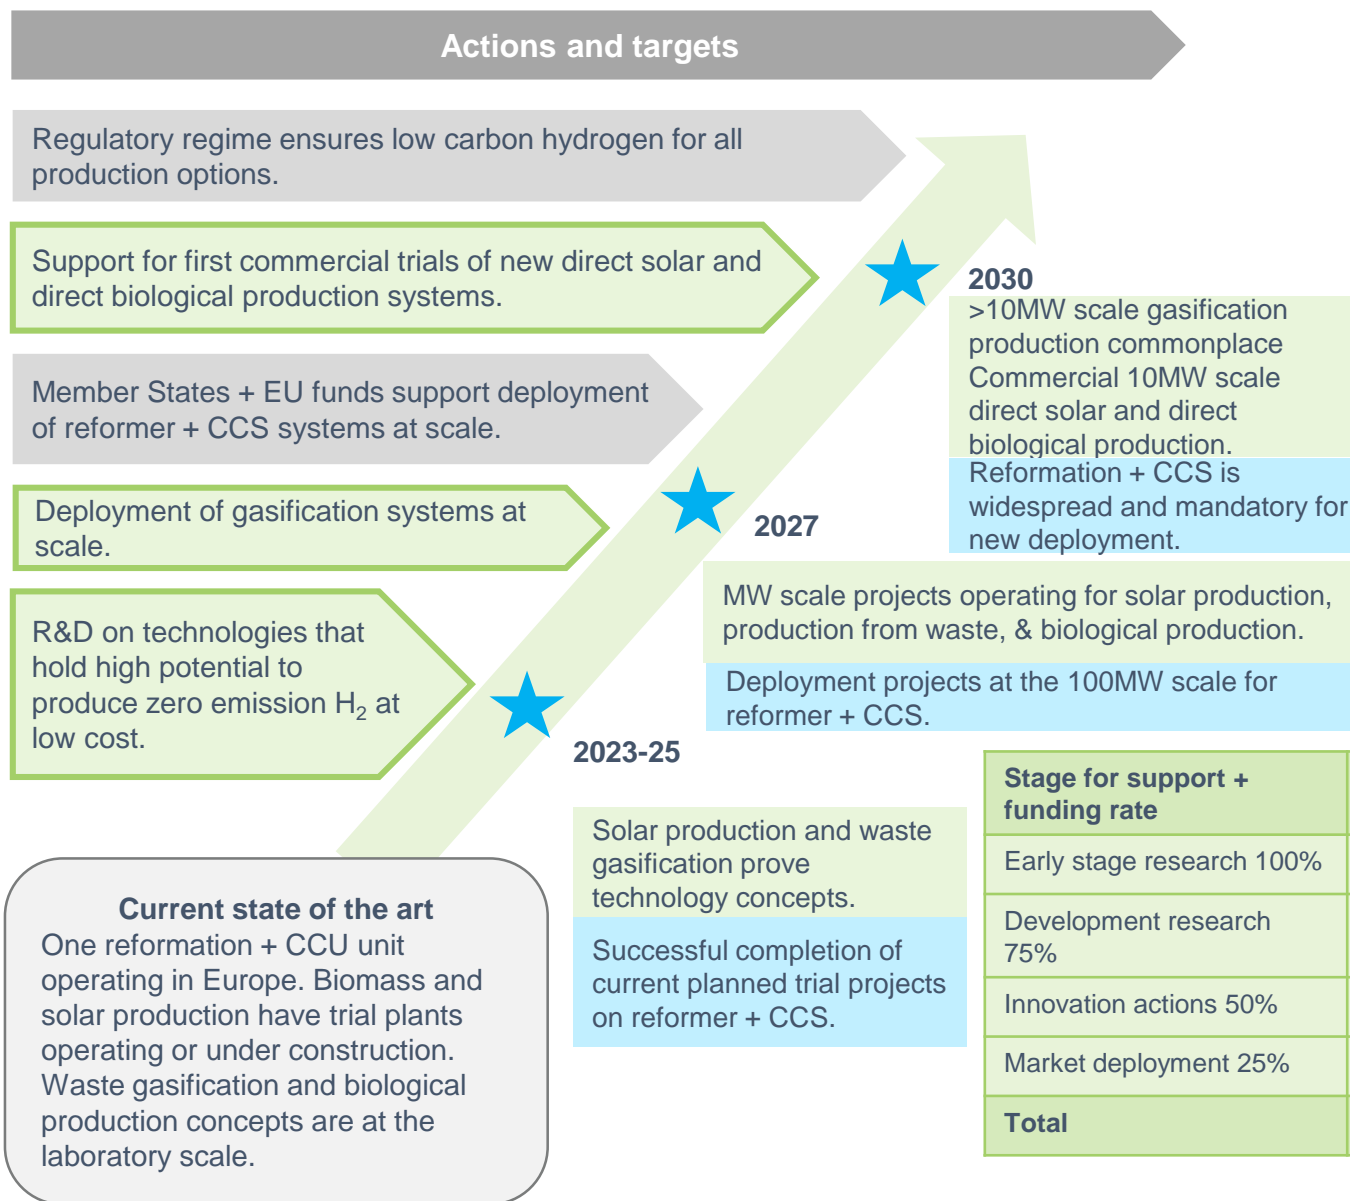 Actions and targets
Regulatory regime ensures low carbon hydrogen for all
production options.
Support for first commercial trials of new direct solar and
direct biological production systems.
Member States + EU funds support deployment
of reformer + CCS systems at scale.
Deployment of gasification systems at
scale.
R&D on technologies that
hold high potential to
produce zero emission H₂ at
low cost.
2030
>10MW scale gasification
production commonplace
Commercial 10MW scale
direct solar and direct
biological production.
Reformation + CCS is
widespread and mandatory for
new deployment.
2027
MW scale projects operating for solar production,
production from waste, & biological production.
Deployment projects at the 100MW scale for
reformer + CCS.
2023-25
Solar production and waste
gasification prove
technology concepts.
Successful completion of
current planned trial projects
on reformer + CCS.
Current state of the art
One reformation + CCU unit
operating in Europe. Biomass and
solar production have trial plants
operating or under construction.
Waste gasification and biological
production concepts are at the
laboratory scale.
Stage for support +
funding rate
Early stage research 100%
Development research
75%
Innovation actions 50%
Market deployment 25%
Total